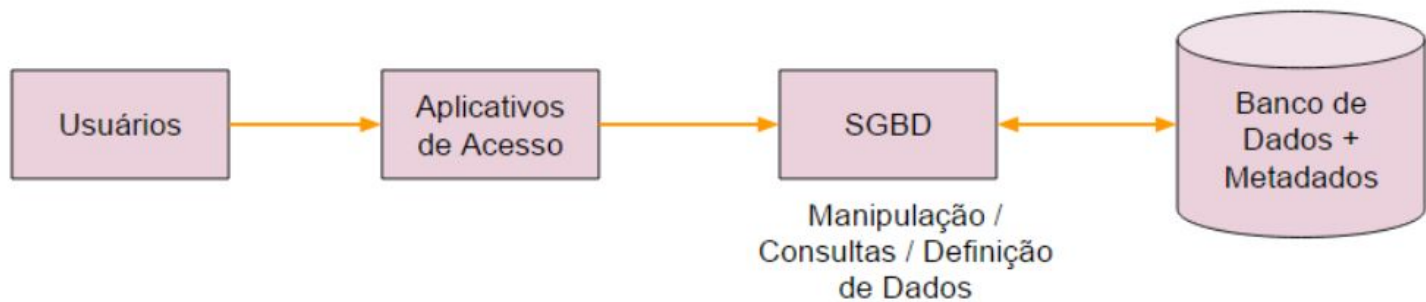 Usuários
Aplicativos
de Acesso
SGBD
Manipulação /
Consultas / Definição
de Dados
Banco de
Dados +
Metadados